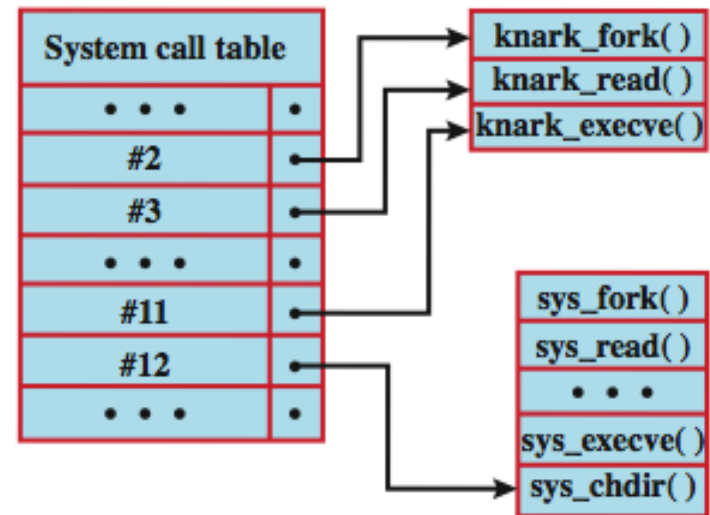 System call table
• • •
#2
#3
• • •
#11
#12
• • •
knark_fork( )
knark_read( )
knark_execve( )
sys_fork( )
sys_read( )
• • •
sys_execve( )
sys_chdir( )